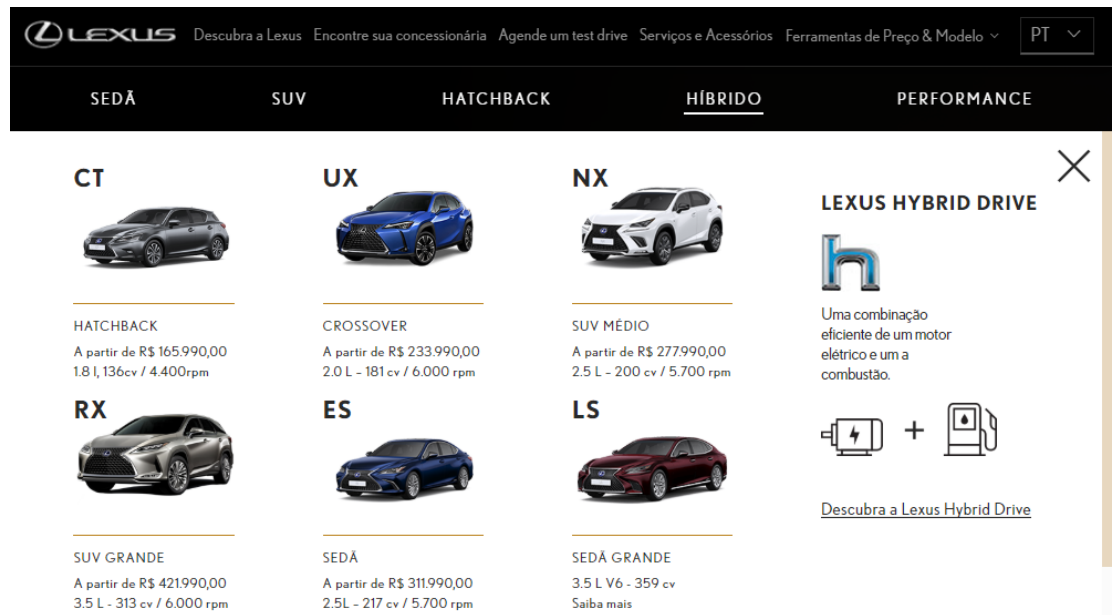 LEXUS Descubra a Lexus Encontre sua concessionária Agende um test drive Serviços e Acessórios Ferramentas de Preço & Modelo PT
SEDÃ SUV HATCHBACK HÍBRIDO PERFORMANCE
CT
HATCHBACK
A partir de R$ 165.990,00
1.8 l, 136cv / 4.400rpm
UX
CROSSOVER
A partir de R$ 233.990,00
2.0 L - 181 cv / 6.000 rpm
NX
SUV MÉDIO
A partir de R$ 277.990,00
2.5 L - 200 cv / 5.700 rpm
RX
SUV GRANDE
A partir de R$ 421.990,00
3.5 L - 313 cv / 6.000 rpm
ES
SEDÃ
A partir de R$ 311.990,00
2.5L - 217 cv / 5.700 rpm
LS
SEDÃ GRANDE
3.5 L V6 - 359 cv
Saiba mais
LEXUS HYBRID DRIVE
h
Uma combinação
eficiente de um motor
elétrico e um a
combustão.
+
Descubra a Lexus Hybrid Drive